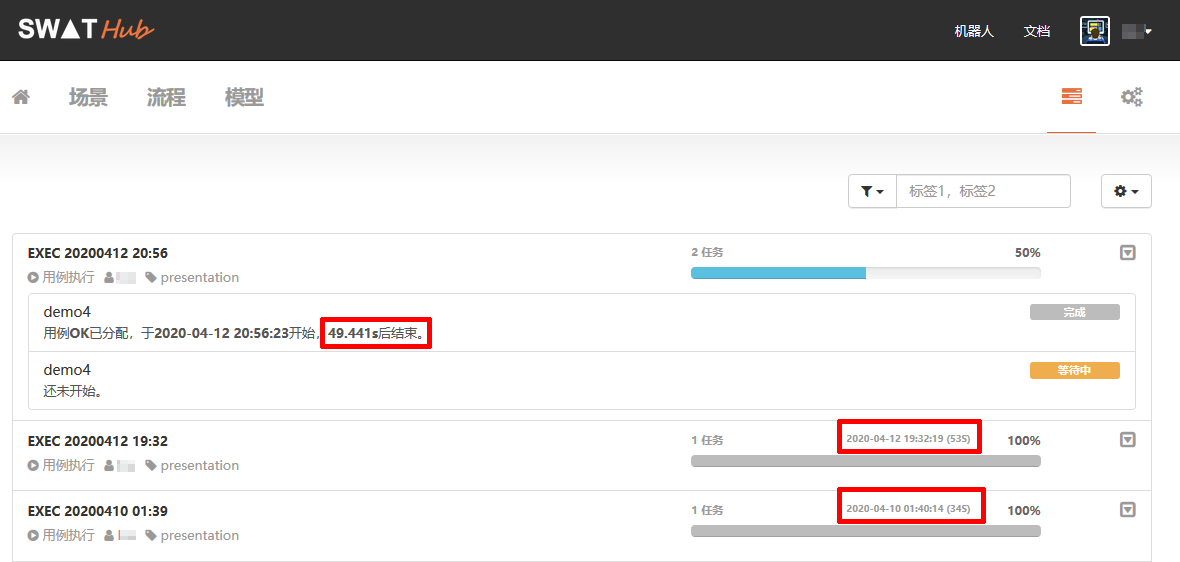 SWAT Hub
机器人 文档
场景 流程 模型
标签1，标签2
EXEC 20200412 20:56 2 任务 50%
用例执行 presentation
demo4 完成
用例OK已分配，于2020-04-12 20:56:23开始，49.441s后结束。
demo4 等待中
还未开始。
EXEC 20200412 19:32 1 任务 2020-04-12 19:32:19 (53S) 100%
用例执行 presentation
EXEC 20200410 01:39 1 任务 2020-04-10 01:40:14 (34S) 100%
用例执行 presentation